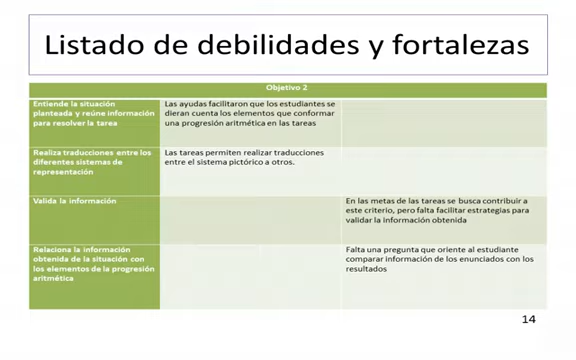 Listado de debilidades y fortalezas
Objetivo 2
Entiende la situación
planteada y reúne información
para resolver la tarea
Las ayudas facilitaron que los estudiantes se
dieran cuenta los elementos que conformar
una progresión aritmética en las tareas
Realiza traducciones entre los
diferentes sistemas de
representación
Las tareas permiten realizar traducciones
entre el sistema pictórico a otros.
Valida la información
En las metas de las tareas se busca contribuir a
este criterio, pero falta facilitar estrategias para
validar la información obtenida
Relaciona la información
obtenida de la situación con
los elementos de la progresión
aritmética
Falta una pregunta que oriente al estudiante
comparar información de los enunciados con los
resultados
14